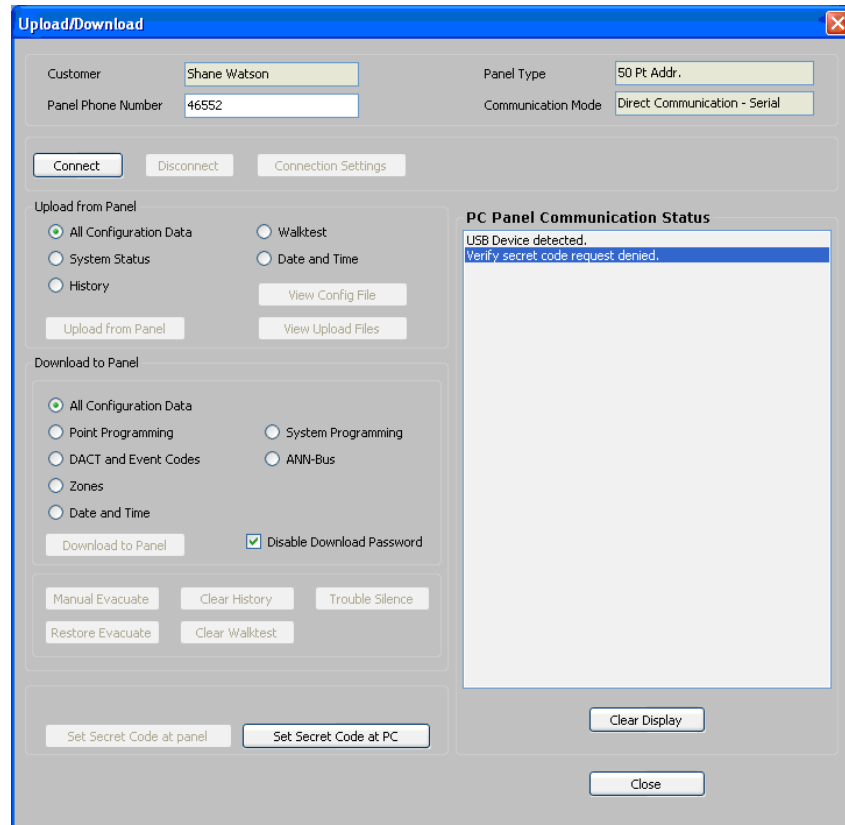 Upload/Download
Customer Shane Watson Panel Type 50 Pt Addr.
Panel Phone Number 46552 Communication Mode Direct Communication - Serial
Connect Disconnect Connection Settings
Upload from Panel
All Configuration Data Walktest
System Status Date and Time
History View Config File
Upload from Panel View Upload Files
PC Panel Communication Status
USB Device detected.
Verify secret code request denied.
Download to Panel
All Configuration Data
Point Programming System Programming
DACT and Event Codes ANN-Bus
Zones
Date and Time
Download to Panel Disable Download Password
Manual Evacuate Clear History Trouble Silence
Restore Evacuate Clear Walktest
Set Secret Code at panel Set Secret Code at PC
Clear Display
Close